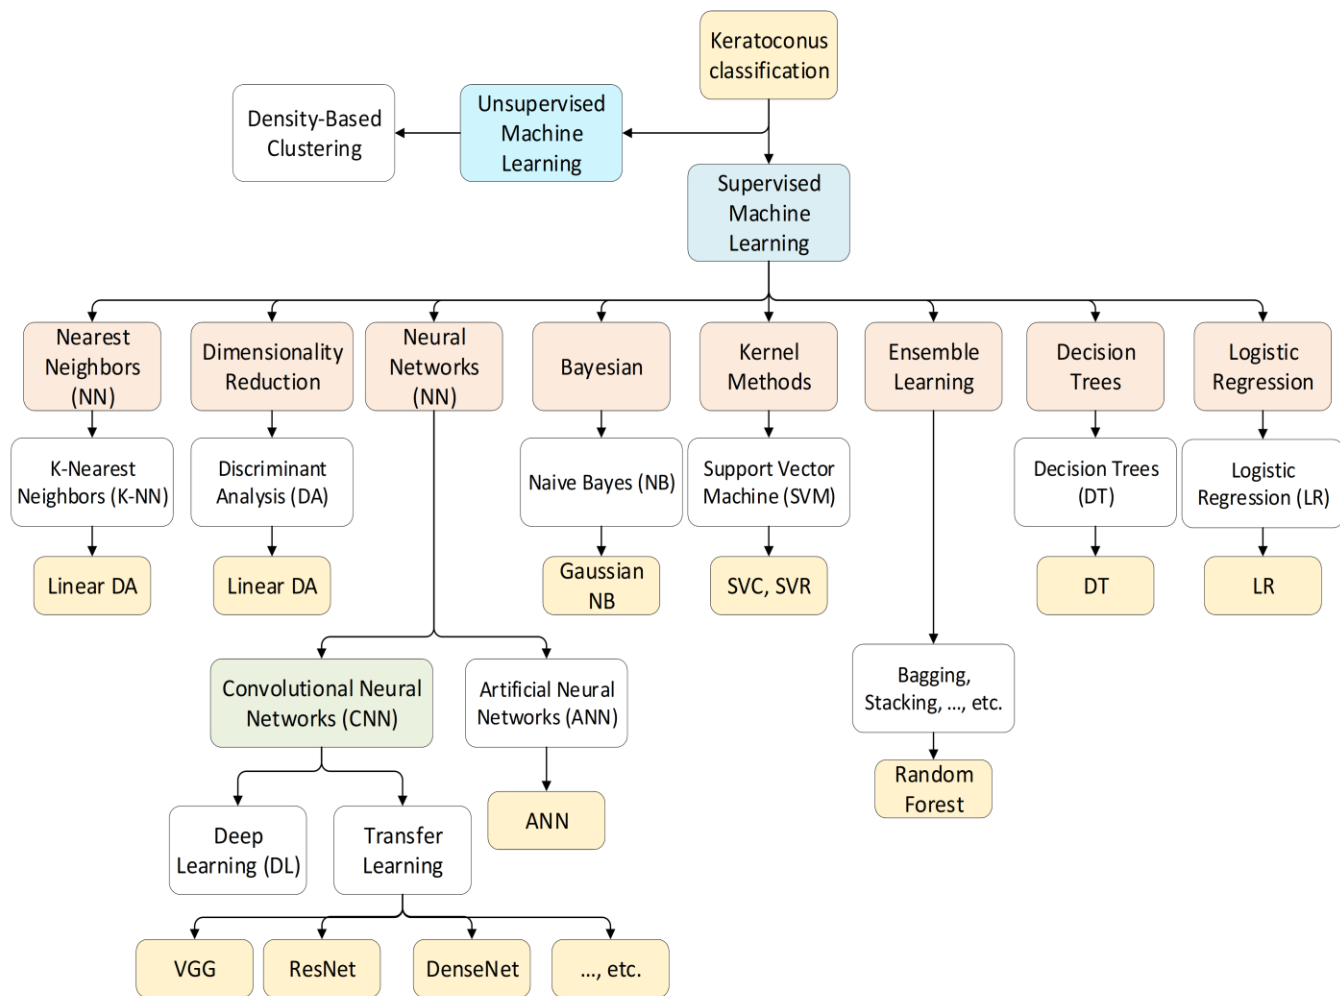 Keratoconus
classification
Unsupervised
Machine
Learning
Density-Based
Clustering
Supervised
Machine
Learning
Nearest
Neighbors
(NN)
Dimensionality
Reduction
Neural
Networks
(NN)
Bayesian
Kernel
Methods
Ensemble
Learning
Decision
Trees
Logistic
Regression
K-Nearest
Neighbors (K-NN)
Discriminant
Analysis (DA)
Naive Bayes (NB)
Support Vector
Machine (SVM)
Decision Trees
(DT)
Logistic
Regression (LR)
Linear DA
Linear DA
Gaussian
NB
SVC, SVR
DT
LR
Convolutional Neural
Networks (CNN)
Artificial Neural
Networks (ANN)
Bagging,
Stacking, ..., etc.
Random
Forest
Deep
Learning (DL)
Transfer
Learning
ANN
VGG
ResNet
DenseNet
..., etc.